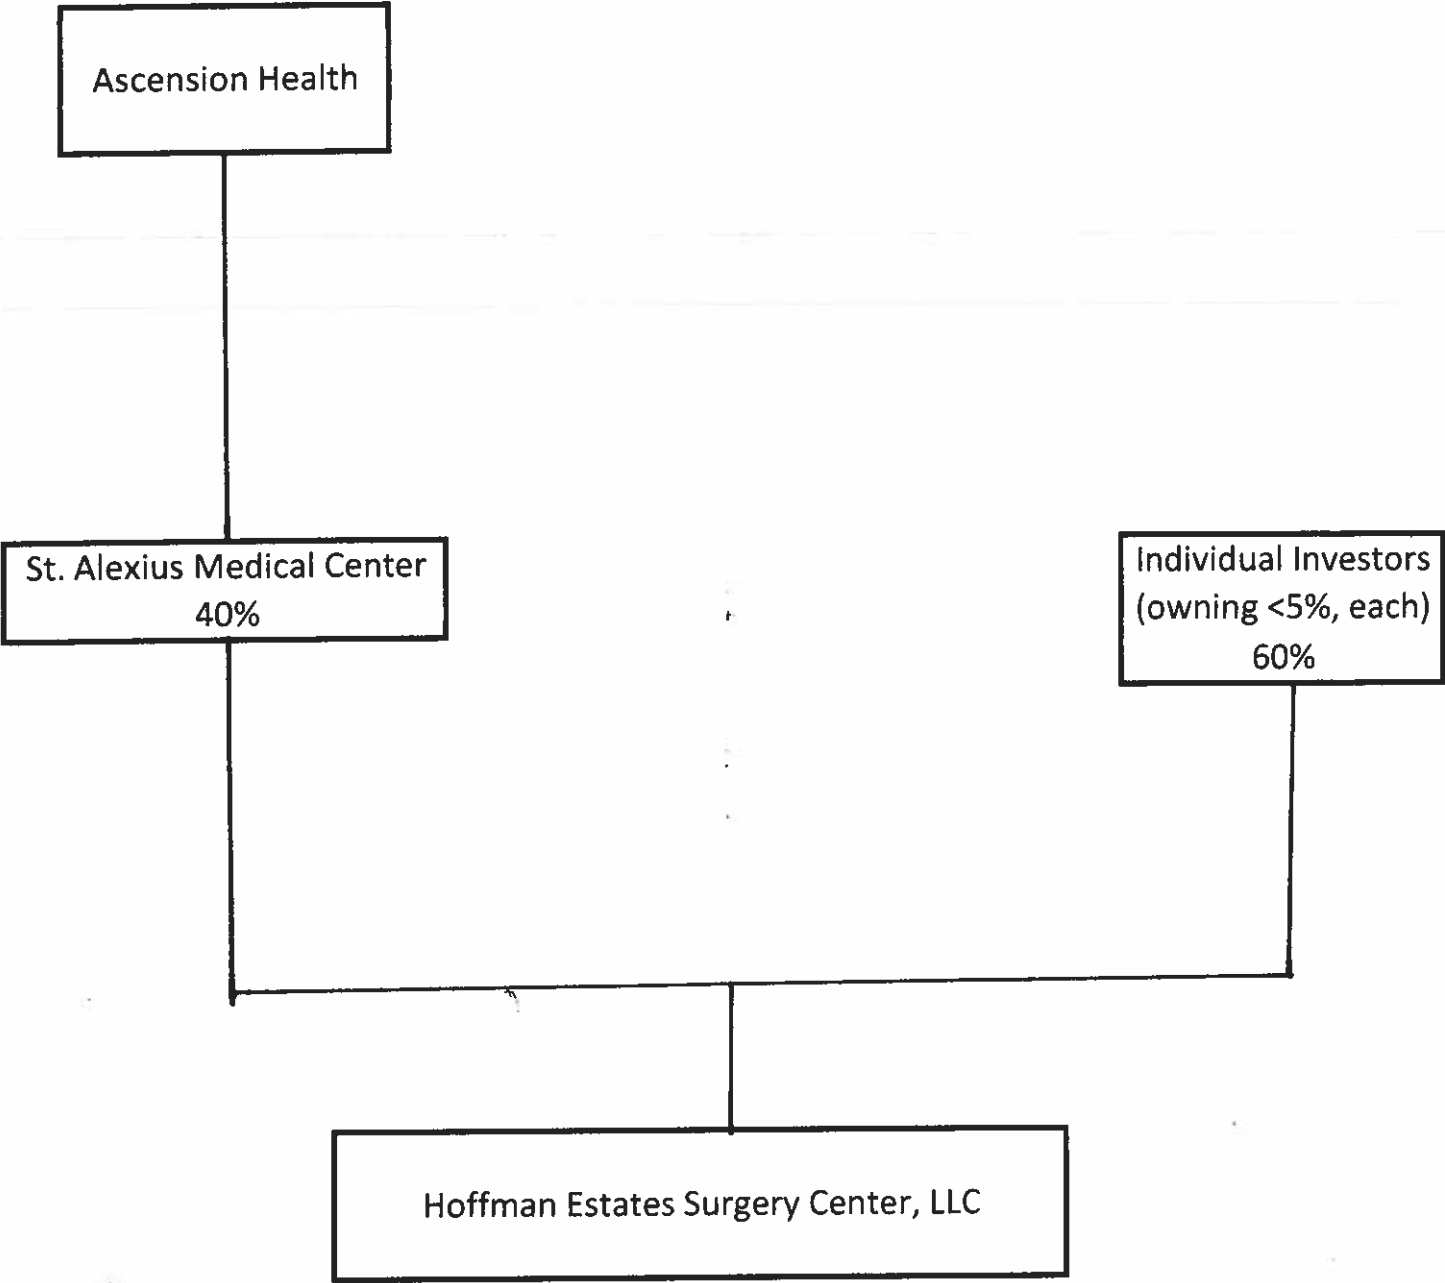 Ascension Health
St. Alexius Medical Center
40%
Individual Investors
(owning <5%, each)
60%
Hoffman Estates Surgery Center, LLC